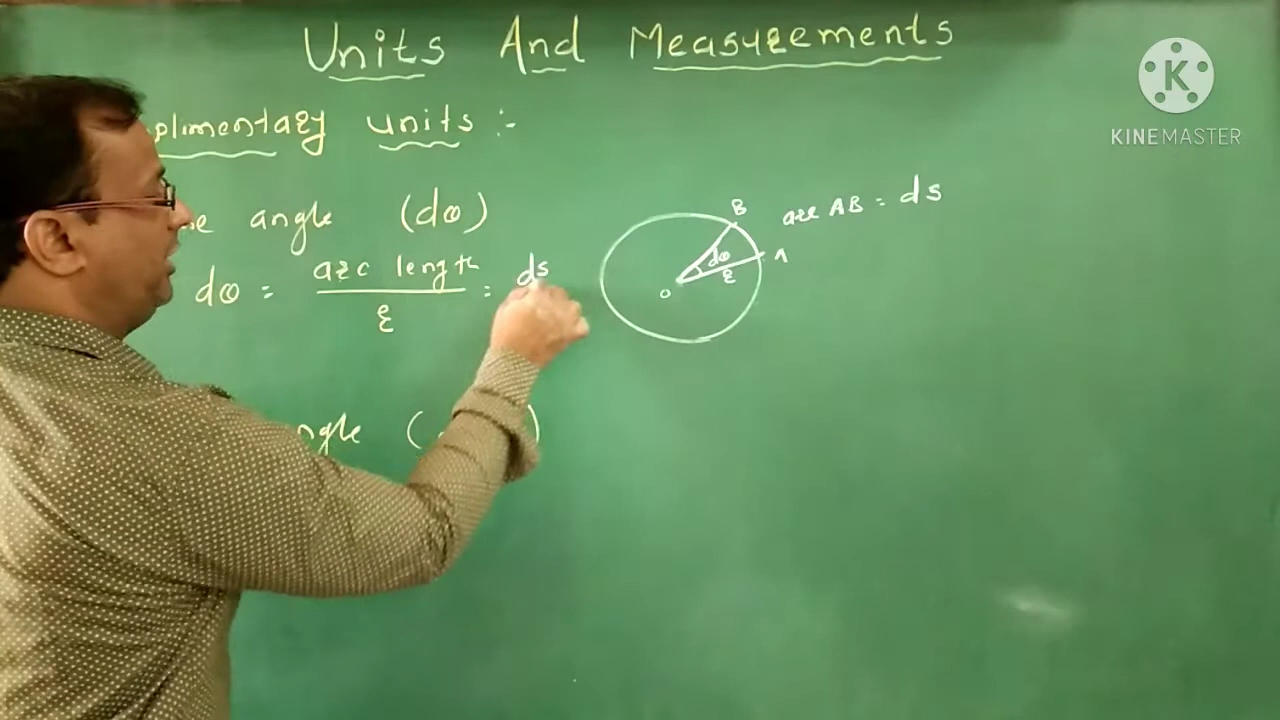 Units And Measurements
plimentary units :-
angle (dθ)
dθ = arc length = ds
r
ngle (
B
arc AB = ds
A
dθ
r
O
K
KINEMASTER